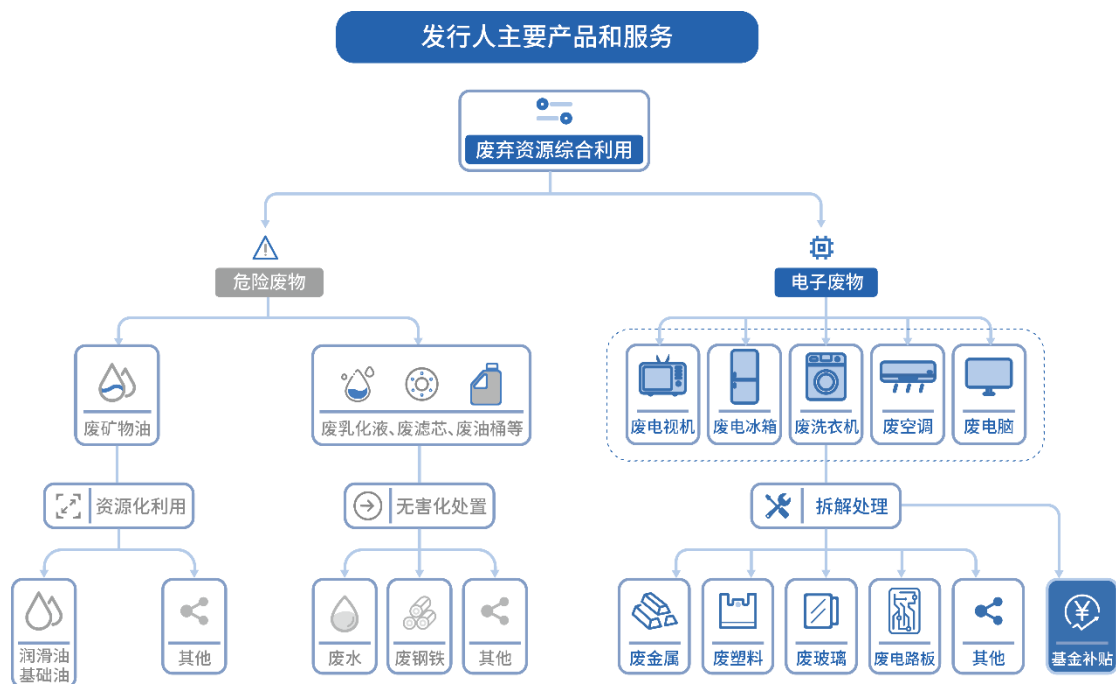 发行人主要产品和服务
废弃资源综合利用
危险废物
电子废物
废矿物油
废乳化液、废滤芯、废油桶等
废电视机
废电冰箱
废洗衣机
废空调
废电脑
资源化利用
无害化处置
拆解处理
润滑油
基础油
其他
废水
废钢铁
其他
废金属
废塑料
废玻璃
废电路板
其他
基金补贴